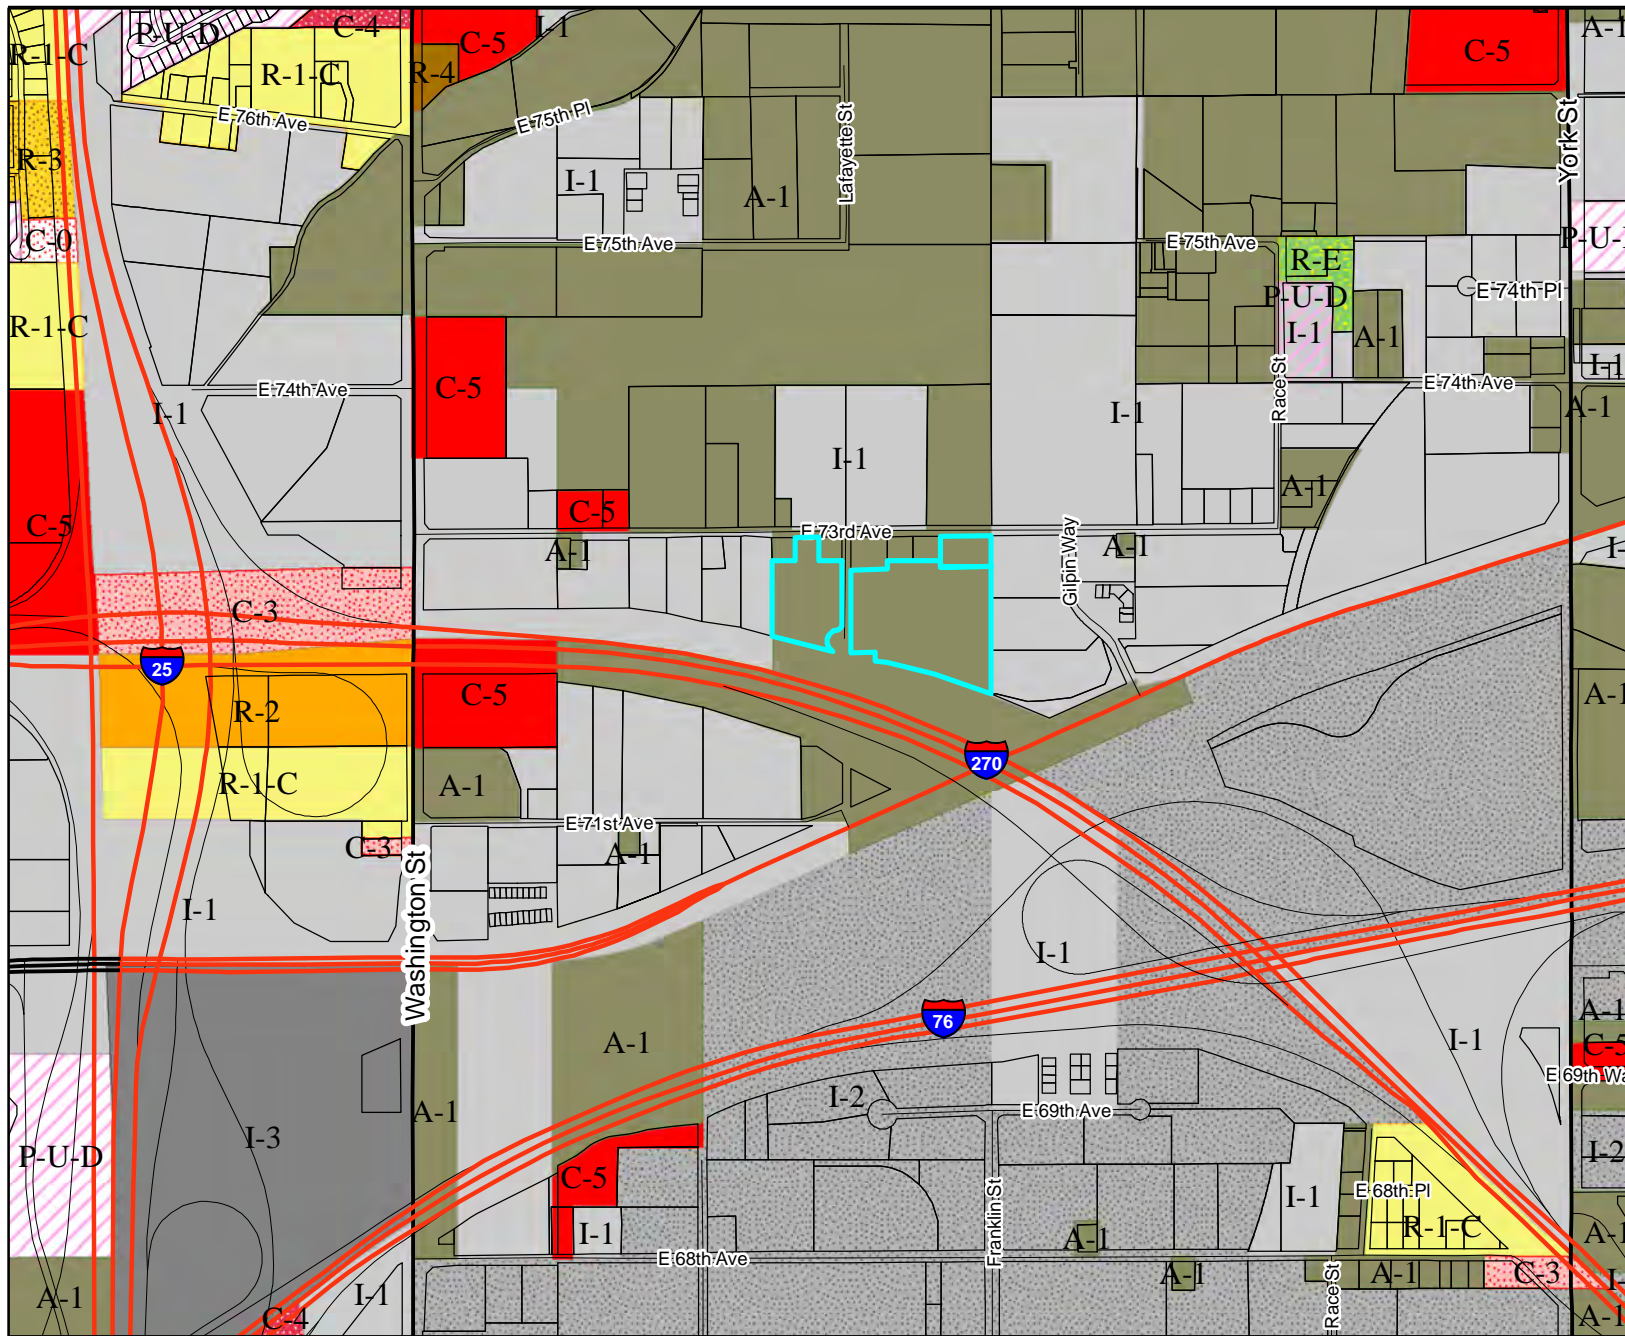 R-1-C
P-U-D
C-4
I-1
C-5
C-5
A-1
R-1-C
R-4
E 76th Ave
E 75th Pl
Lafayette St
York St
R-3
I-1
A-1
C-0
E 75th Ave
E 75th Ave
R-E
P-U-D
E 74th Pl
R-1-C
P-U-D
I-1
A-1
I-1
E 74th Ave
C-5
E 74th Ave
I-1
Race St
I-1
A-1
I-1
A-1
C-5
C-5
E 73rd Ave
Gilpin Way
A-1
A-1
C-3
25
R-2
C-5
A-1
270
R-1-C
A-1
E 71st Ave
C-3
A-1
Washington St
I-1
I-1
76
A-1
A-1
I-1
C-5
E 69th Wa
I-2
E 69th Ave
A-1
I-3
P-U-D
I-2
C-5
Franklin St
I-1
E 68th Pl
R-1-C
I-1
A-1
A-1
E 68th Ave
A-1
A-1
C-3
Race St
A-1
I-1
C-4
A-1